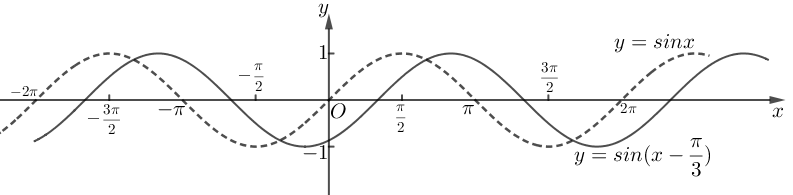 y
1
y = sinx
-2π
-3π/2
-π
-π/2
O
π/2
π
3π/2
2π
x
-1
y = sin(x - π/3)